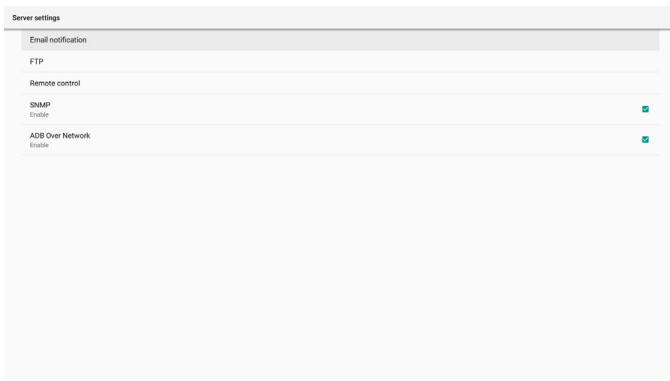 Server settings
Email notification
FTP
Remote control
SNMP
Enable
ADB Over Network
Enable